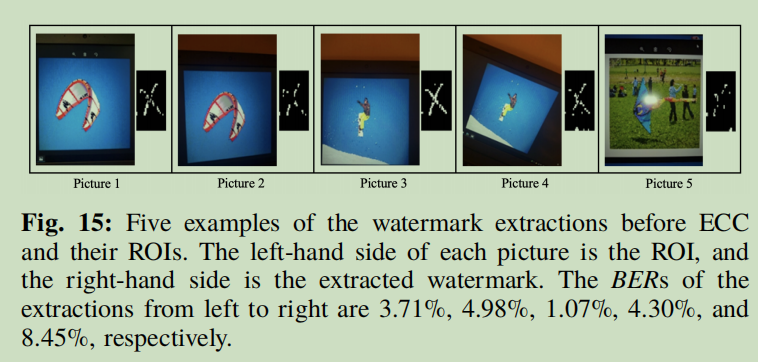 Picture 1
Picture 2
Picture 3
Picture 4
Picture 5
Fig. 15: Five examples of the watermark extractions before ECC
and their ROIs. The left-hand side of each picture is the ROI, and
the right-hand side is the extracted watermark. The BERs of the
extractions from left to right are 3.71%, 4.98%, 1.07%, 4.30%, and
8.45%, respectively.